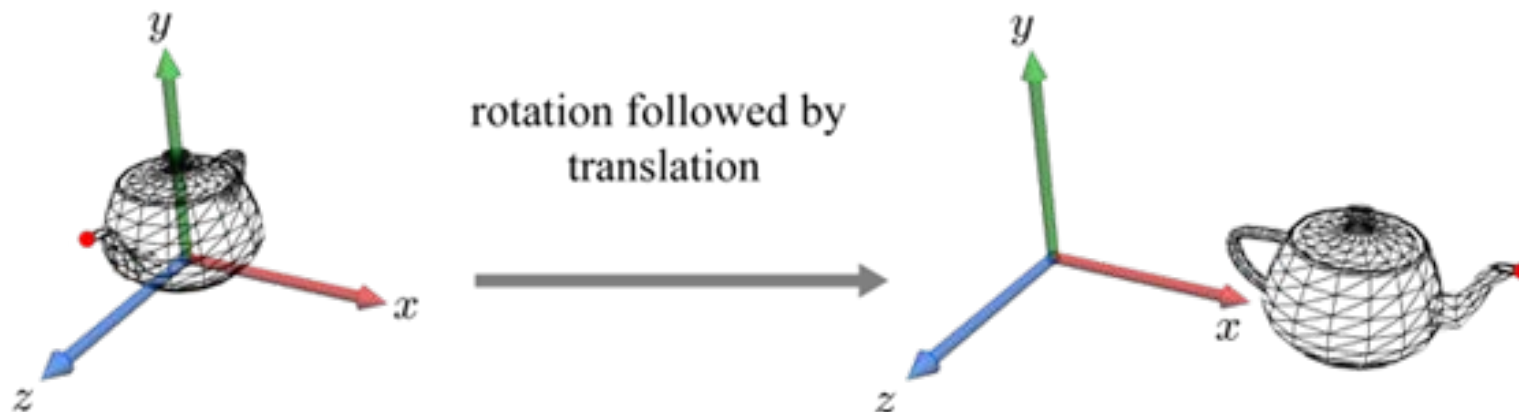 y
rotation followed by
translation
x
z
y
x
z